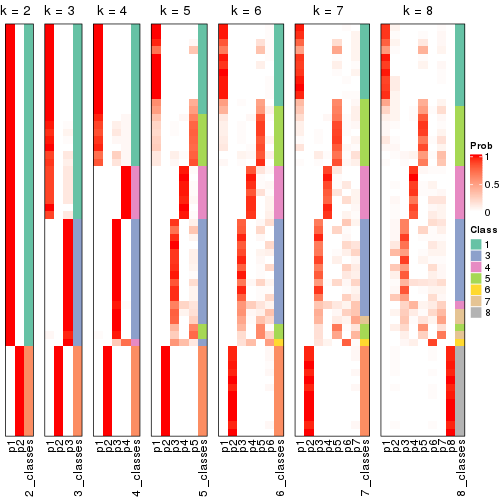 k = 2 k = 3 k = 4 k = 5 k = 6 k = 7 k = 8
Prob
1
0.5
0
Class
1
3
4
5
6
7
8
p1 p2 2_classes
p1 p2 p3 3_classes
p1 p2 p3 p4 4_classes
p1 p2 p3 p4 p5 5_classes
p1 p2 p3 p4 p5 p6 6_classes
p1 p2 p3 p4 p5 p6 p7 7_classes
p1 p2 p3 p4 p5 p6 p7 p8 8_classes